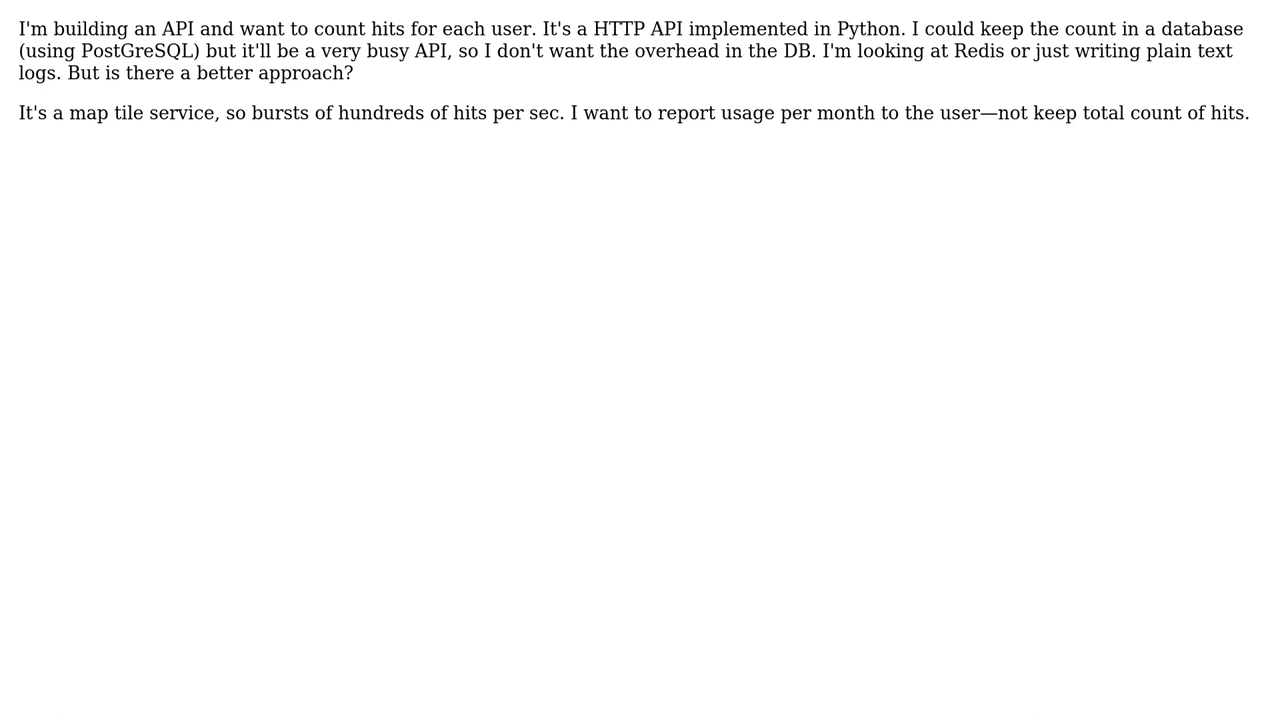 I'm building an API and want to count hits for each user. It's a HTTP API implemented in Python. I could keep the count in a database
(using PostGreSQL) but it'll be a very busy API, so I don't want the overhead in the DB. I'm looking at Redis or just writing plain text
logs. But is there a better approach?
It's a map tile service, so bursts of hundreds of hits per sec. I want to report usage per month to the user—not keep total count of hits.